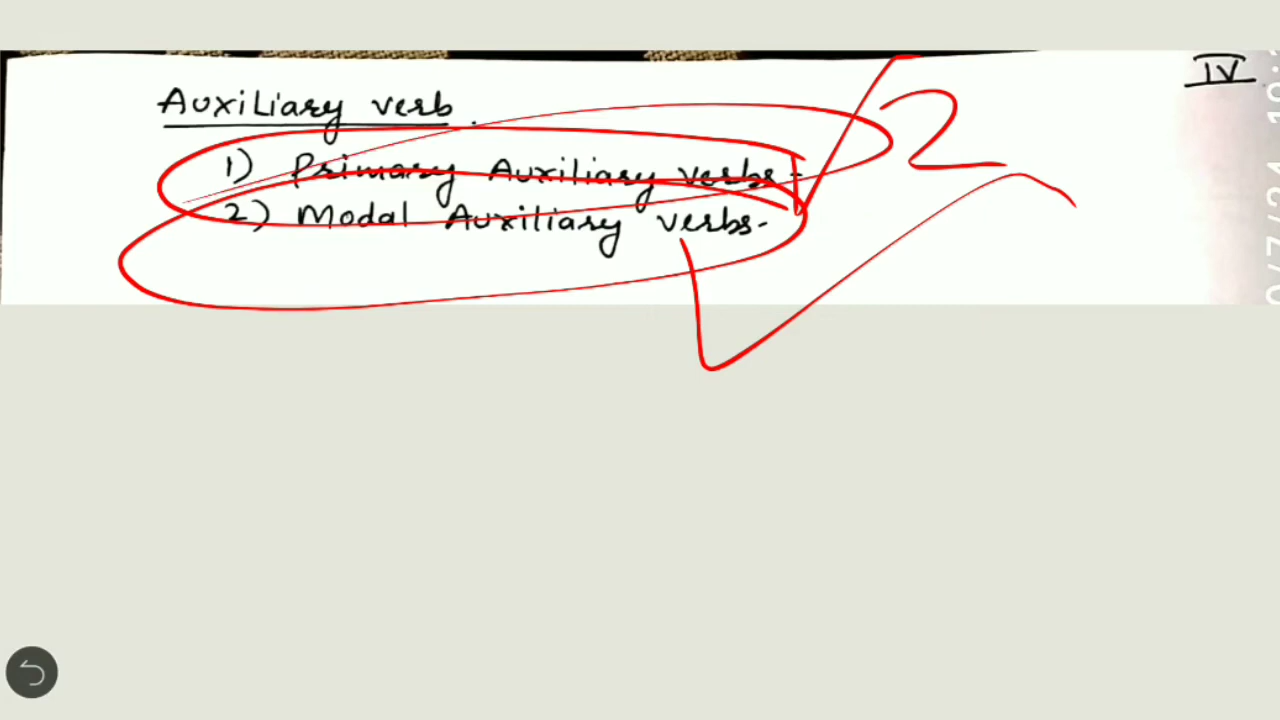 IV
Auxiliary verb
1) Primary Auxiliary verbs-
2) Modal Auxiliary verbs-
2